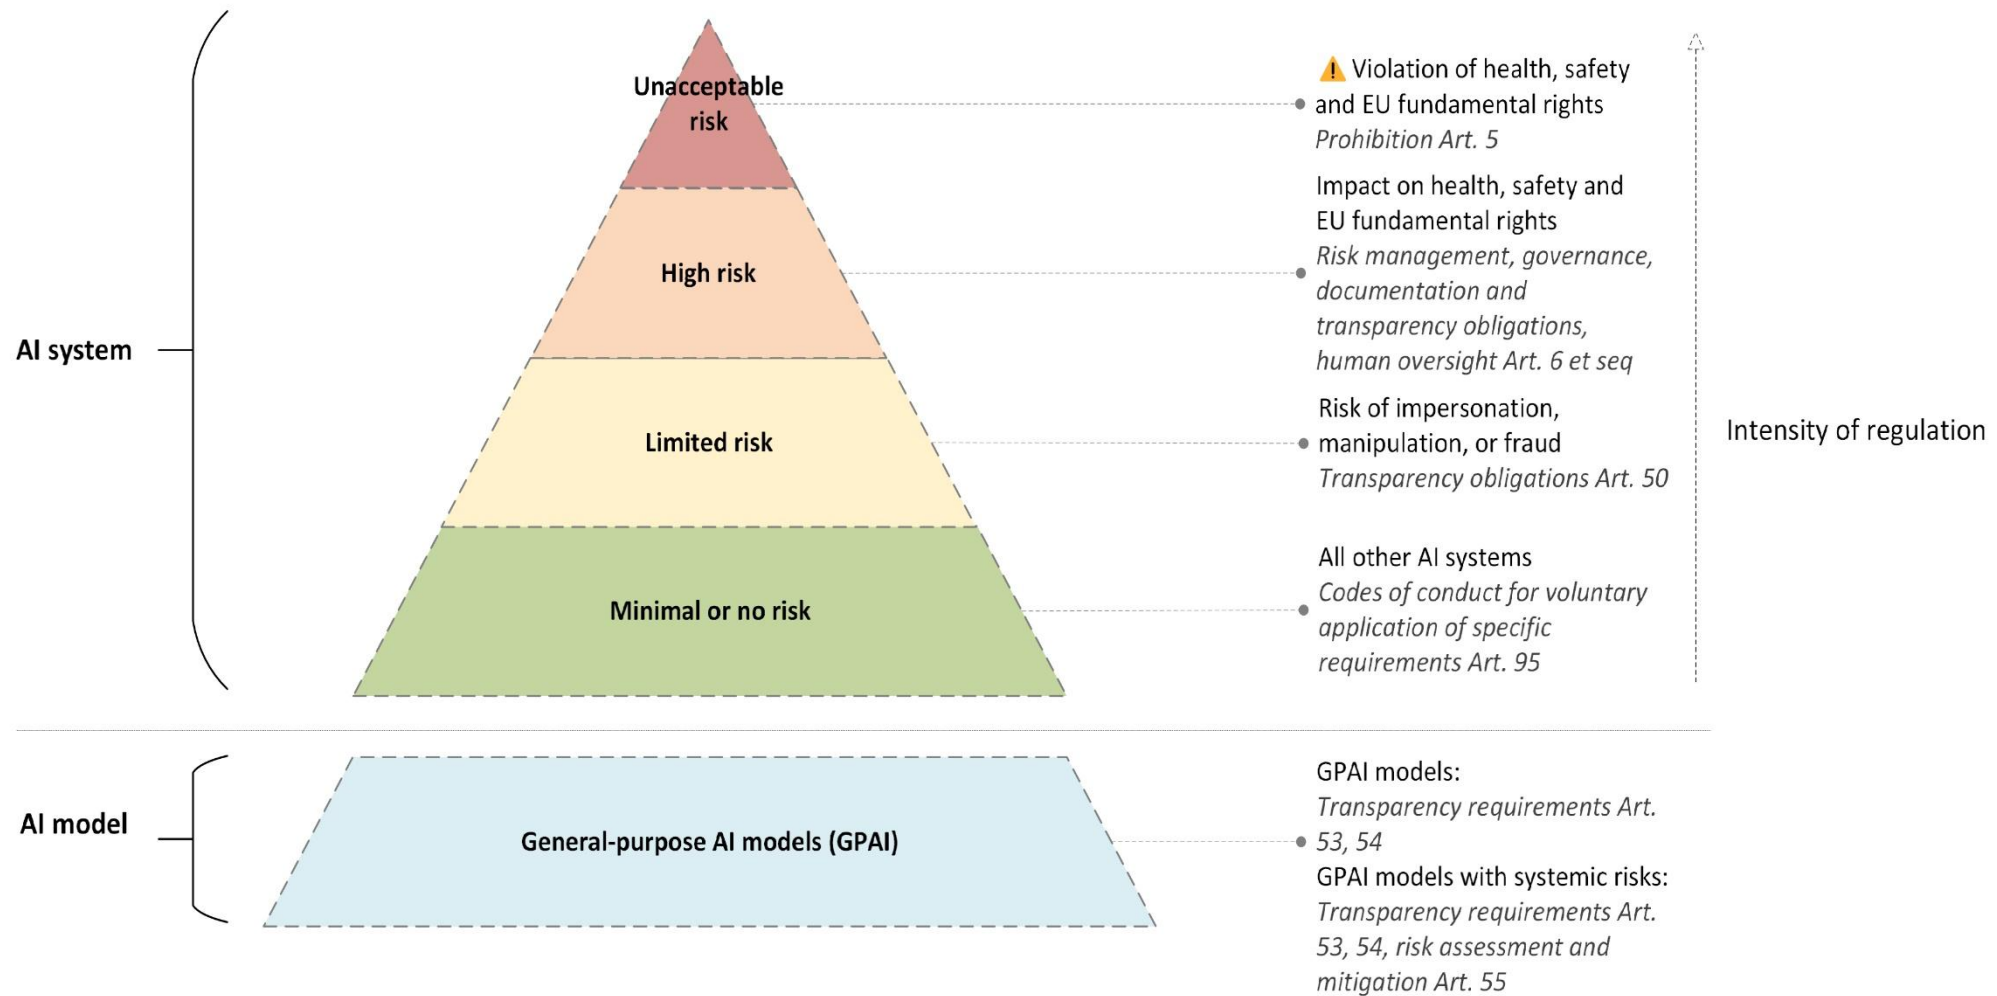 Unacceptable
risk
⚠ Violation of health, safety
and EU fundamental rights
Prohibition Art. 5
High risk
Impact on health, safety and
EU fundamental rights
Risk management, governance,
documentation and
transparency obligations,
human oversight Art. 6 et seq
AI system
Limited risk
Risk of impersonation,
manipulation, or fraud
Transparency obligations Art. 50
Intensity of regulation
Minimal or no risk
All other AI systems
Codes of conduct for voluntary
application of specific
requirements Art. 95
AI model
General-purpose AI models (GPAI)
GPAI models:
Transparency requirements Art.
53, 54
GPAI models with systemic risks:
Transparency requirements Art.
53, 54, risk assessment and
mitigation Art. 55